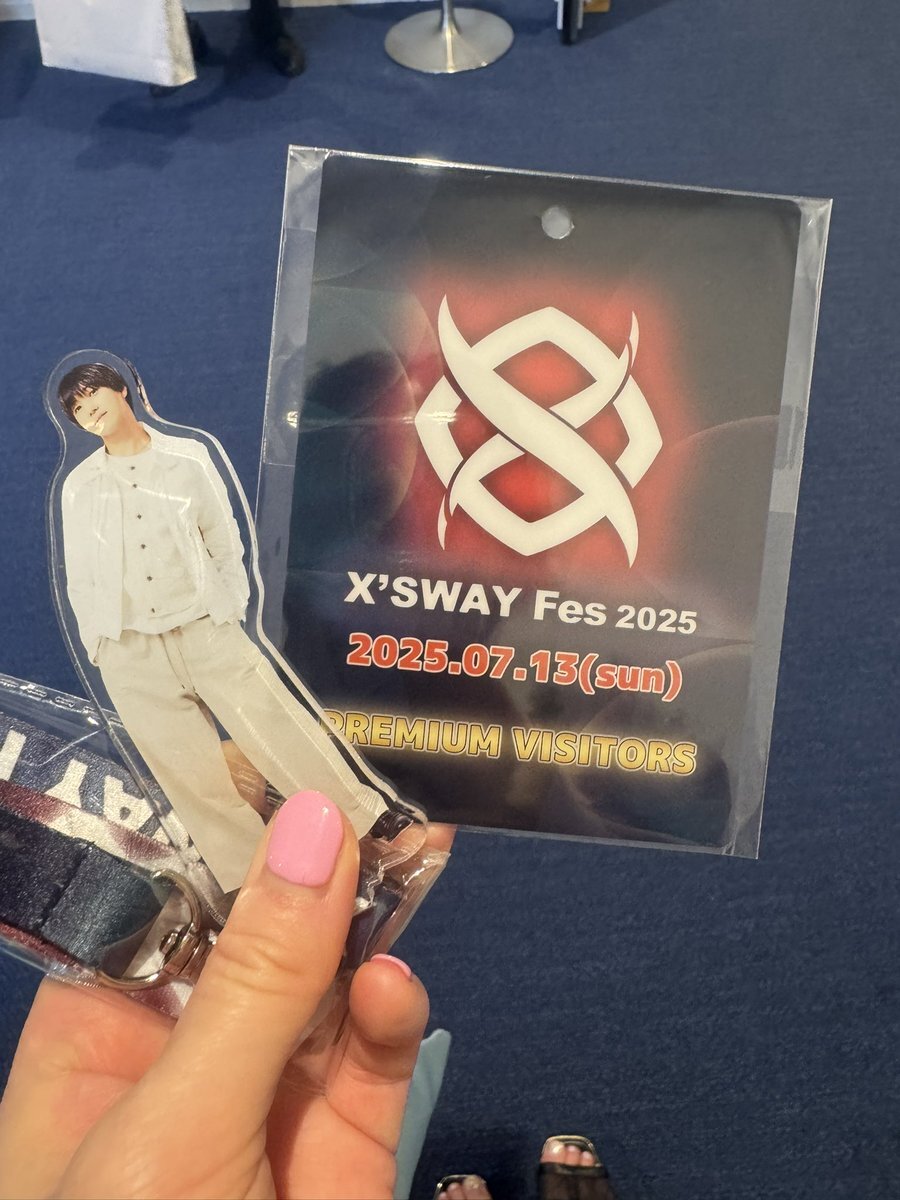 X'SWAY Fes 2025
2025.07.13(sun)
PREMIUM VISITORS